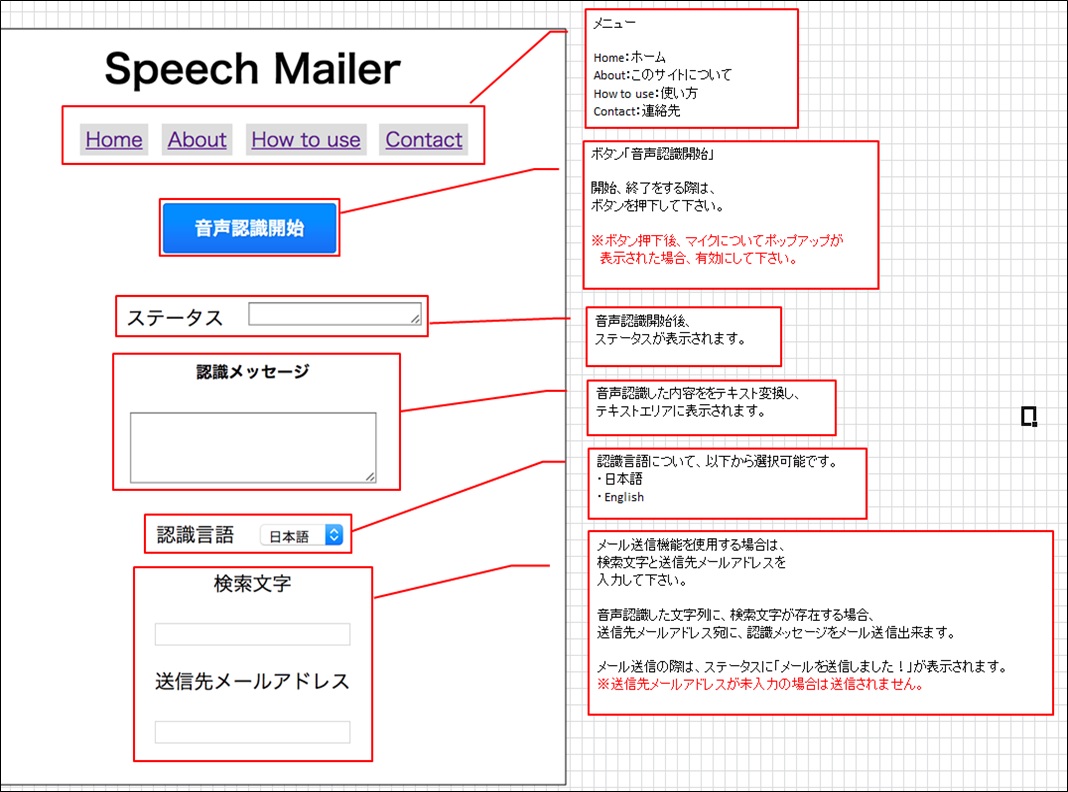 Speech Mailer
Home About How to use Contact
音声認識開始
ステータス
認識メッセージ
認識言語 日本語
検索文字
送信先メールアドレス
メニュー
Home：ホーム
About：このサイトについて
How to use：使い方
Contact：連絡先
ボタン「音声認識開始」
開始、終了をする際は、
ボタンを押下して下さい。
※ボタン押下後、マイクについてポップアップが
表示された場合、有効にして下さい。
音声認識開始後、
ステータスが表示されます。
音声認識した内容ををテキスト変換し、
テキストエリアに表示されます。
認識言語について、以下から選択可能です。
・日本語
・English
メール送信機能を使用する場合は、
検索文字と送信先メールアドレスを
入力して下さい。
音声認識した文字列に、検索文字が存在する場合、
送信先メールアドレス宛に、認識メッセージをメール送信出来ます。
メール送信の際は、ステータスに「メールを送信しました！」が表示されます。
※送信先メールアドレスが未入力の場合は送信されません。